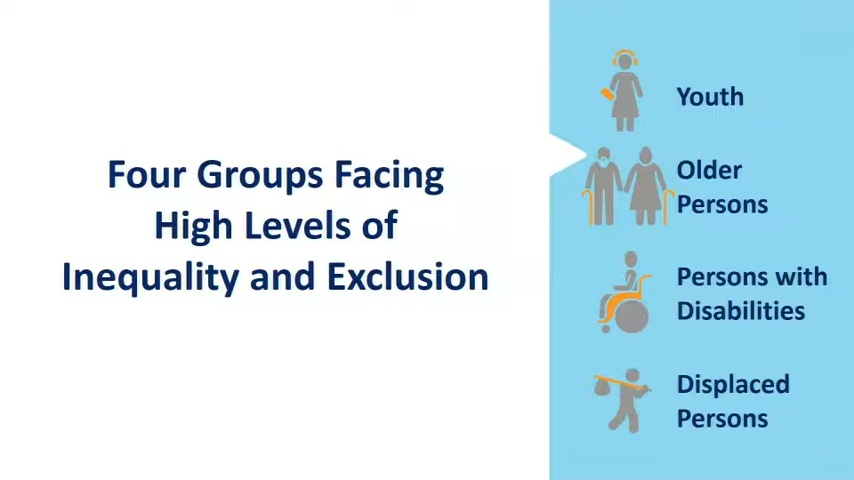 Four Groups Facing
High Levels of
Inequality and Exclusion
Youth
Older
Persons
Persons with
Disabilities
Displaced
Persons